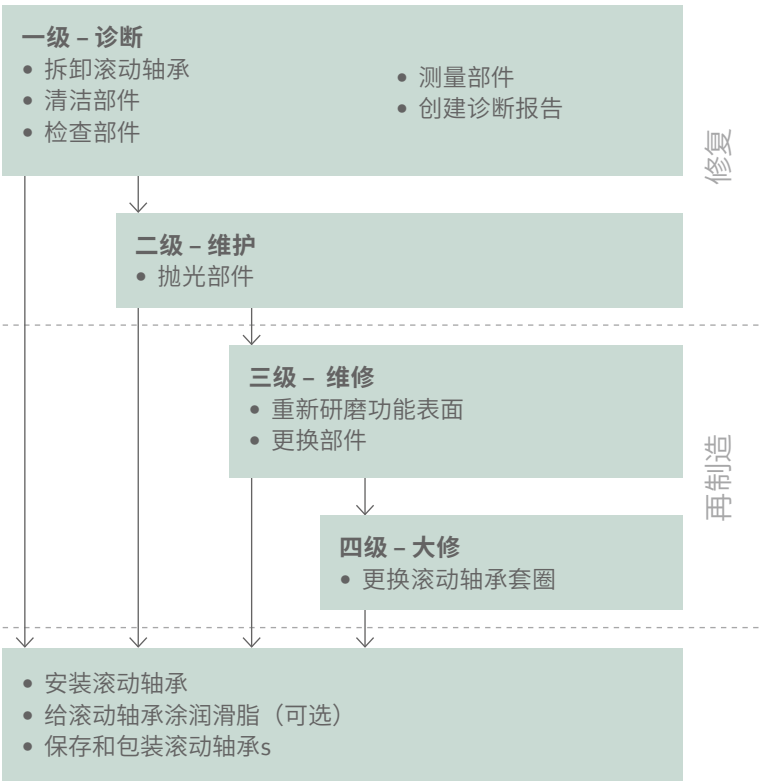 一级 – 诊断
• 拆卸滚动轴承
• 清洁部件
• 检查部件
• 测量部件
• 创建诊断报告
修复
二级 – 维护
• 抛光部件
三级 – 维修
• 重新研磨功能表面
• 更换部件
再制造
四级 – 大修
• 更换滚动轴承套圈
• 安装滚动轴承
• 给滚动轴承涂润滑脂（可选）
• 保存和包装滚动轴承s